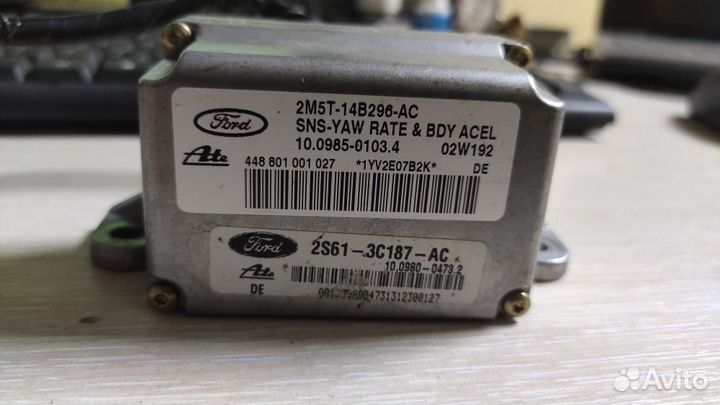 Ford
2M5T-14B296-AC
SNS-YAW RATE & BDY ACEL
10.0985-0103.4 02W192
Ate
448 801 001 027 *1YV2E07B2K* DE
Ford
2S61-3C187-AC
Ate
10.0980-0473.2
DE
Avito